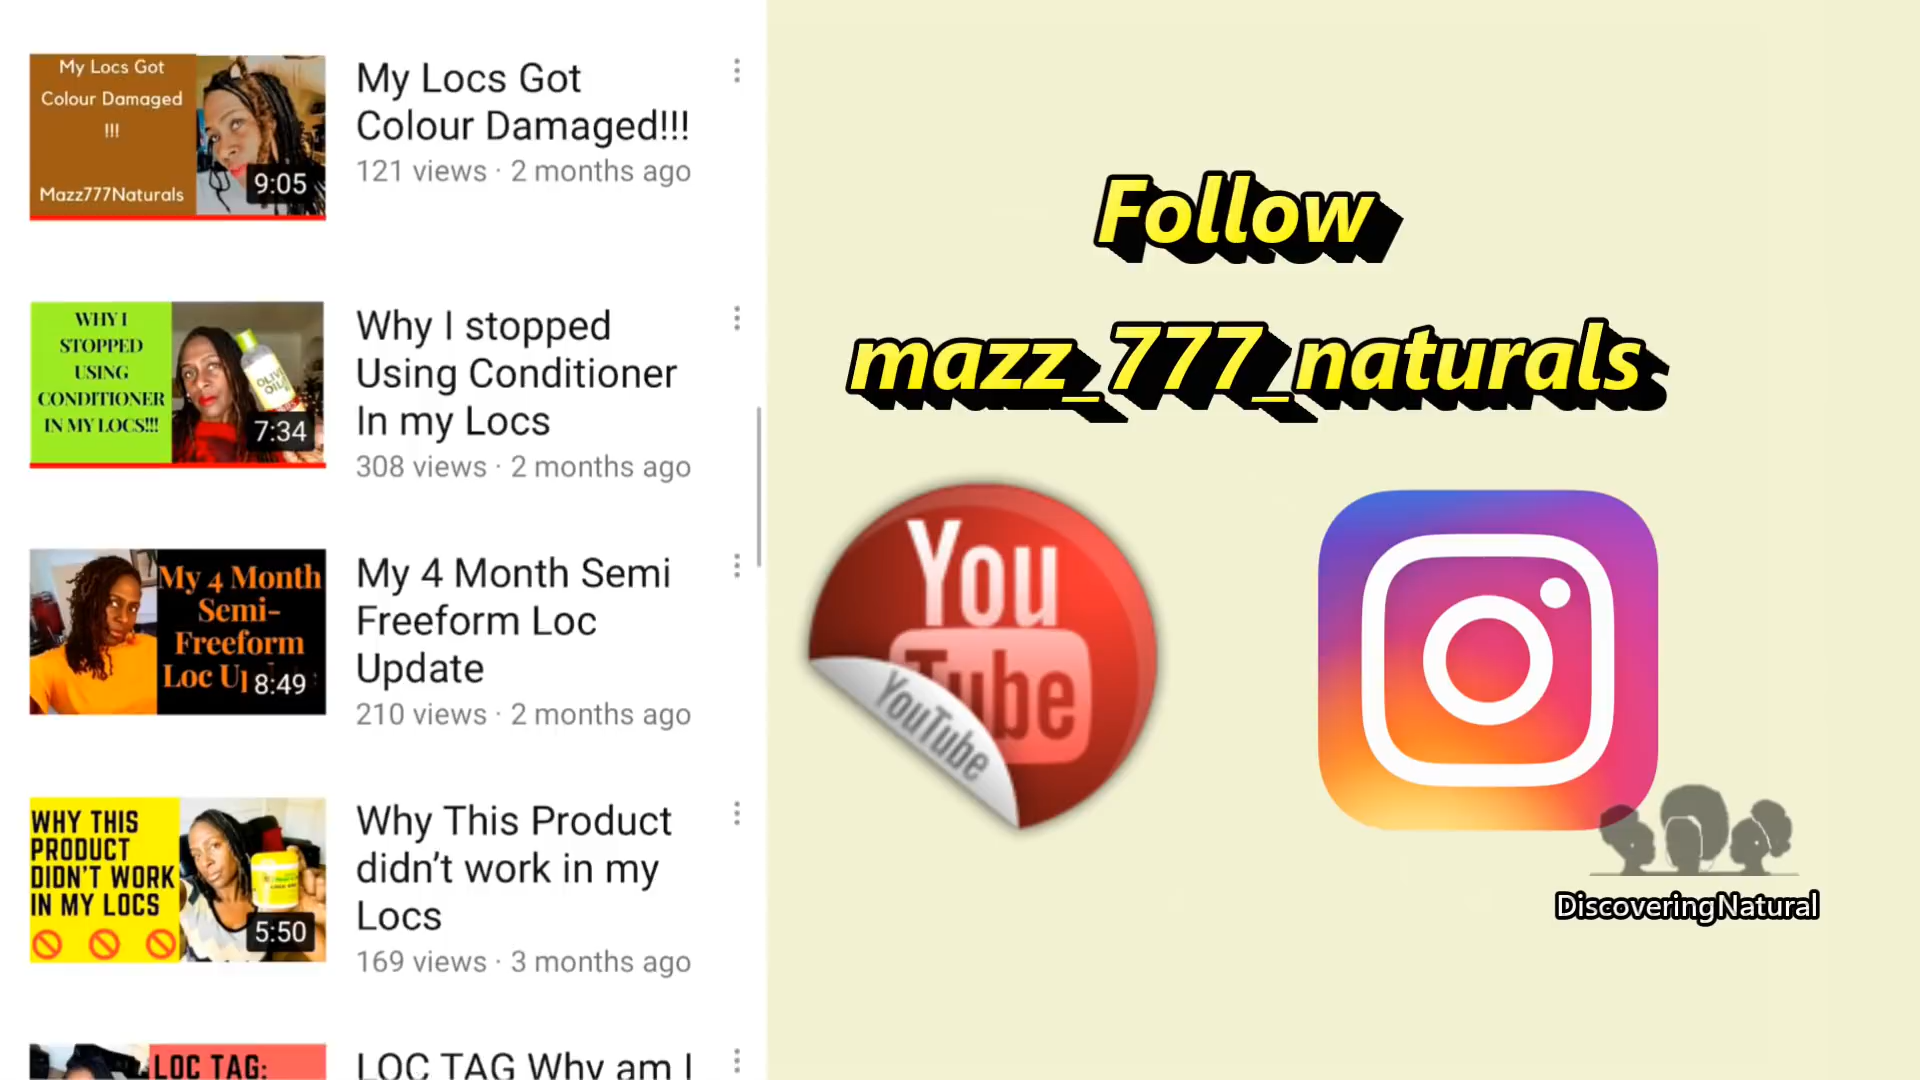 My Locs Got
Colour Damaged
!!!
Mazz777Naturals
9:05
My Locs Got
Colour Damaged!!!
121 views · 2 months ago
WHY I
STOPPED
USING
CONDITIONER
IN MY LOCS!!!
OLIVE
OIL
7:34
Why I stopped
Using Conditioner
In my Locs
308 views · 2 months ago
My 4 Month
Semi-
Freeform
Loc
8:49
My 4 Month Semi
Freeform Loc
Update
210 views · 2 months ago
WHY THIS
PRODUCT
DIDN'T WORK
IN MY LOCS
5:50
Why This Product
didn’t work in my
Locs
169 views · 3 months ago
LOC TAG:
LOC TAG Why am I
Follow
mazz_777_naturals
You
Tube
YouTube
DiscoveringNatural